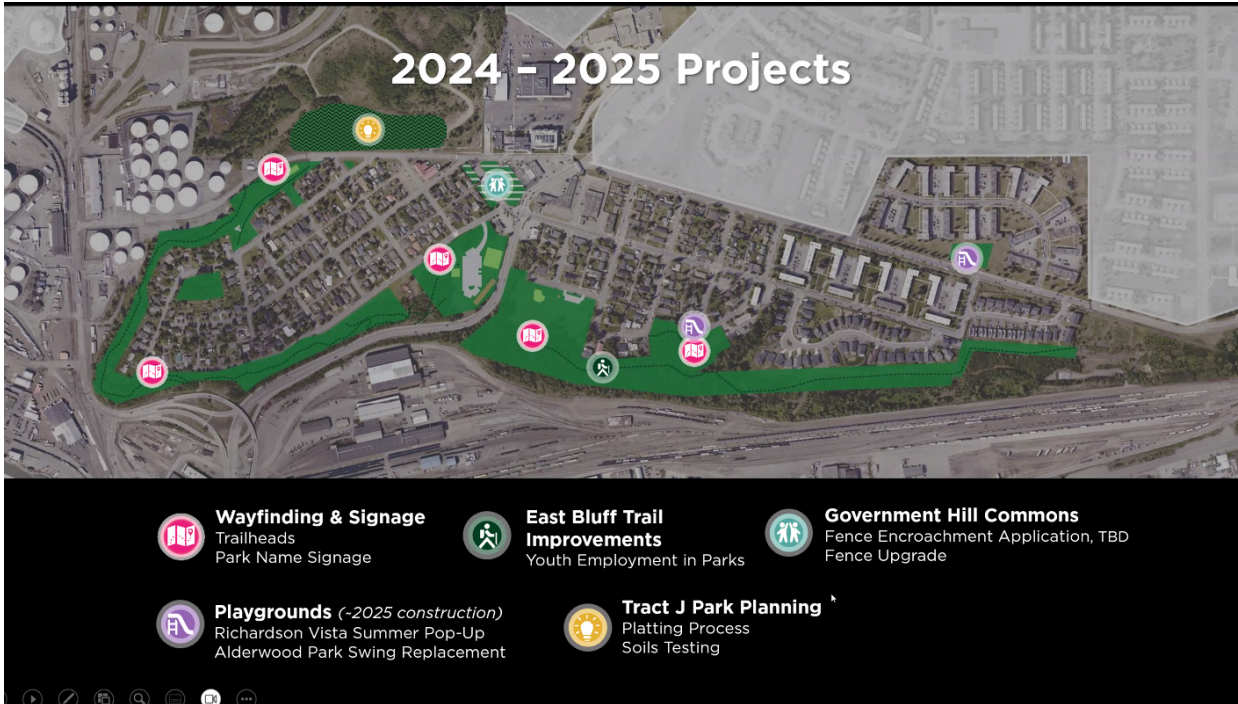 2024 – 2025 Projects
Wayfinding & Signage
Trailheads
Park Name Signage
East Bluff Trail
Improvements
Youth Employment in Parks
Government Hill Commons
Fence Encroachment Application, TBD
Fence Upgrade
Playgrounds (~2025 construction)
Richardson Vista Summer Pop-Up
Alderwood Park Swing Replacement
Tract J Park Planning
Platting Process
Soils Testing